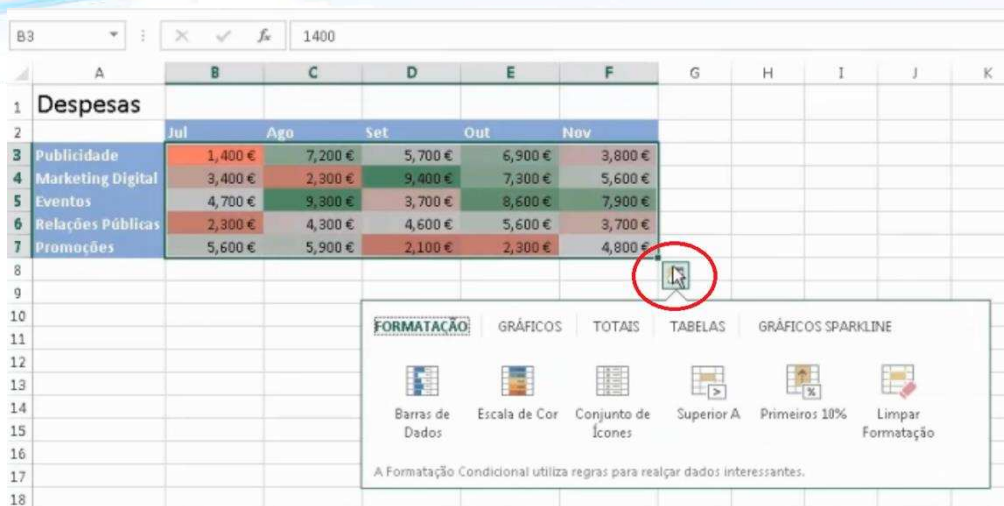 B3 fx 1400
A B C D E F G H I J K
1 Despesas
2 Jul Ago Set Out Nov
3 Publicidade 1,400 € 7,200 € 5,700 € 6,900 € 3,800 €
4 Marketing Digital 3,400 € 2,300 € 9,400 € 7,300 € 5,600 €
5 Eventos 4,700 € 9,300 € 3,700 € 8,600 € 7,900 €
6 Relações Públicas 2,300 € 4,300 € 4,600 € 5,600 € 3,700 €
7 Promoções 5,600 € 5,900 € 2,100 € 2,300 € 4,800 €
8
9
10
11
12
13
14
15
16
17
18
FORMATAÇÃO GRÁFICOS TOTAIS TABELAS GRÁFICOS SPARKLINE
Barras de Escala de Cor Conjunto de Superior A Primeiros 10% Limpar
Dados Ícones Formatação
A Formatação Condicional utiliza regras para realçar dados interessantes.